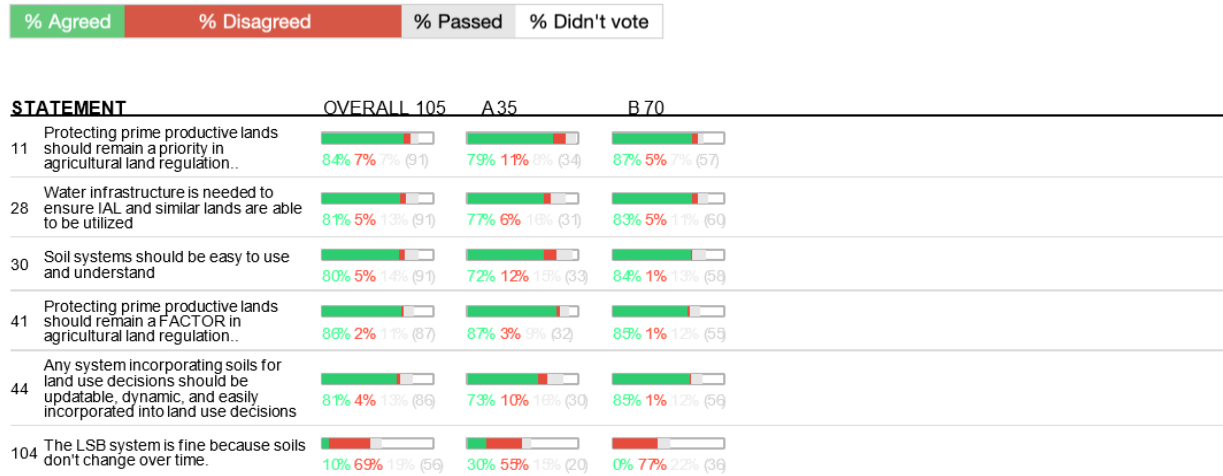 % Agreed % Disagreed % Passed % Didn't vote
STATEMENT OVERALL 105 A 35 B 70
11 Protecting prime productive lands
should remain a priority in
agricultural land regulation..
84% 7% 7% (91) 79% 11% 8% (34) 87% 5% 7% (57)
28 Water infrastructure is needed to
ensure IAL and similar lands are able
to be utilized
81% 5% 13% (91) 77% 6% 16% (31) 83% 5% 11% (60)
30 Soil systems should be easy to use
and understand
80% 5% 14% (91) 72% 12% 15% (33) 84% 1% 13% (58)
41 Protecting prime productive lands
should remain a FACTOR in
agricultural land regulation..
86% 2% 11% (87) 87% 3% 9% (32) 85% 1% 12% (55)
44 Any system incorporating soils for
land use decisions should be
updatable, dynamic, and easily
incorporated into land use decisions
81% 4% 13% (86) 73% 10% 16% (30) 85% 1% 12% (56)
104 The LSB system is fine because soils
don't change over time.
10% 69% 19% (56) 30% 55% 15% (20) 0% 77% 22% (36)